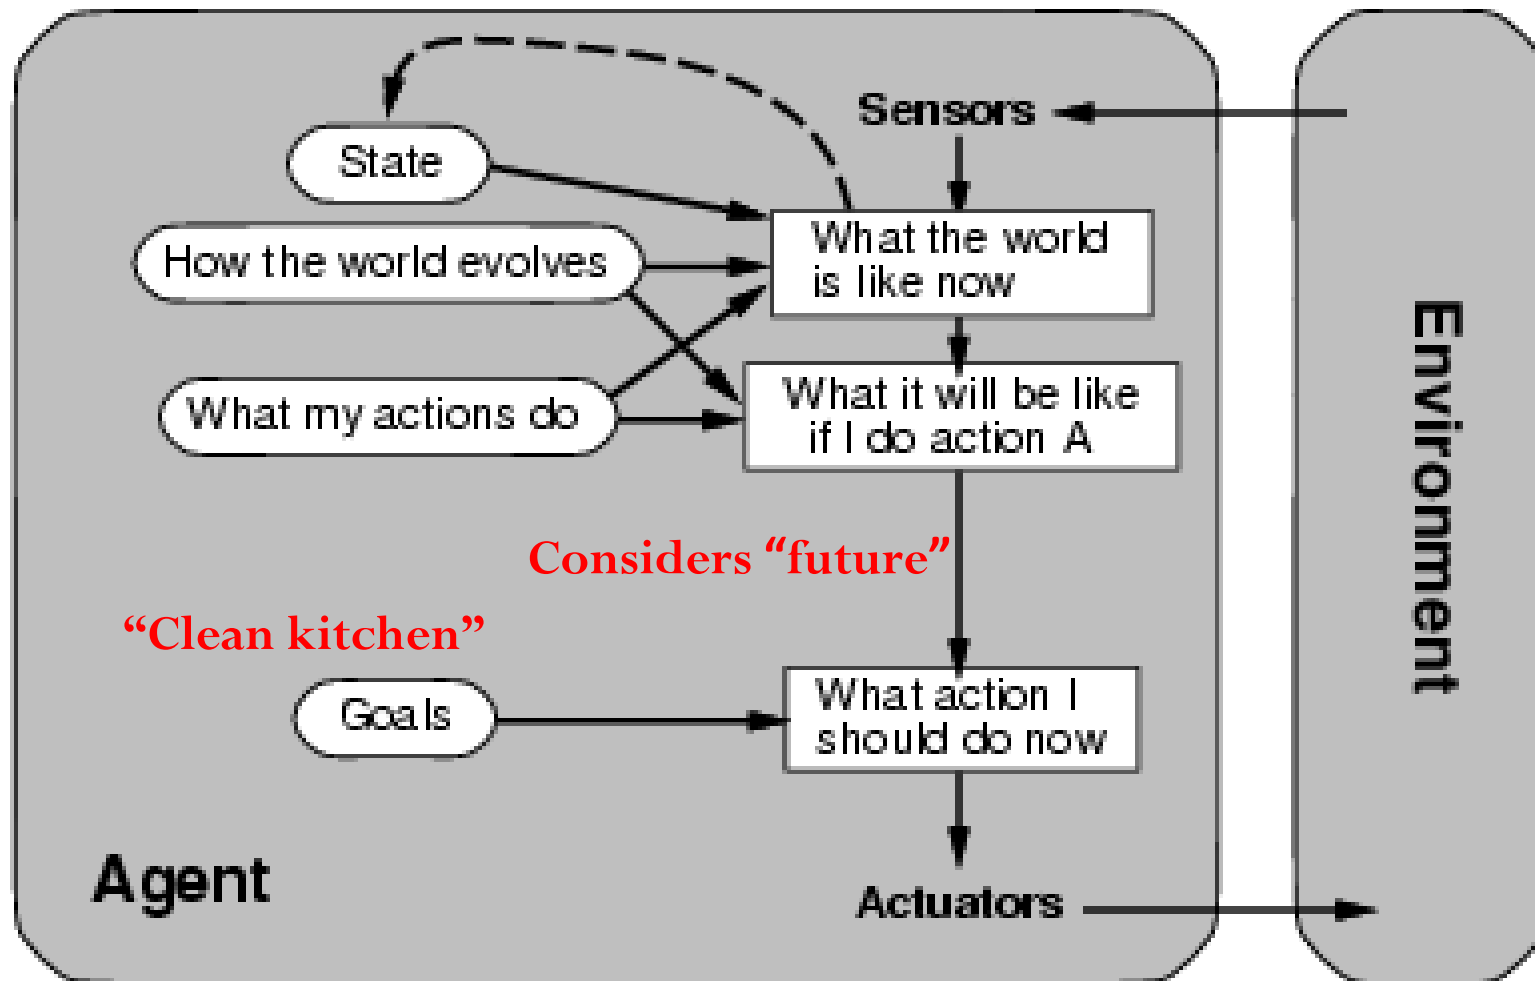 Sensors
State
What the world
is like now
How the world evolves
What my actions do
What it will be like
if I do action A
Considers “future”
“Clean kitchen”
Goals
What action I
should do now
Agent
Actuators
Environment